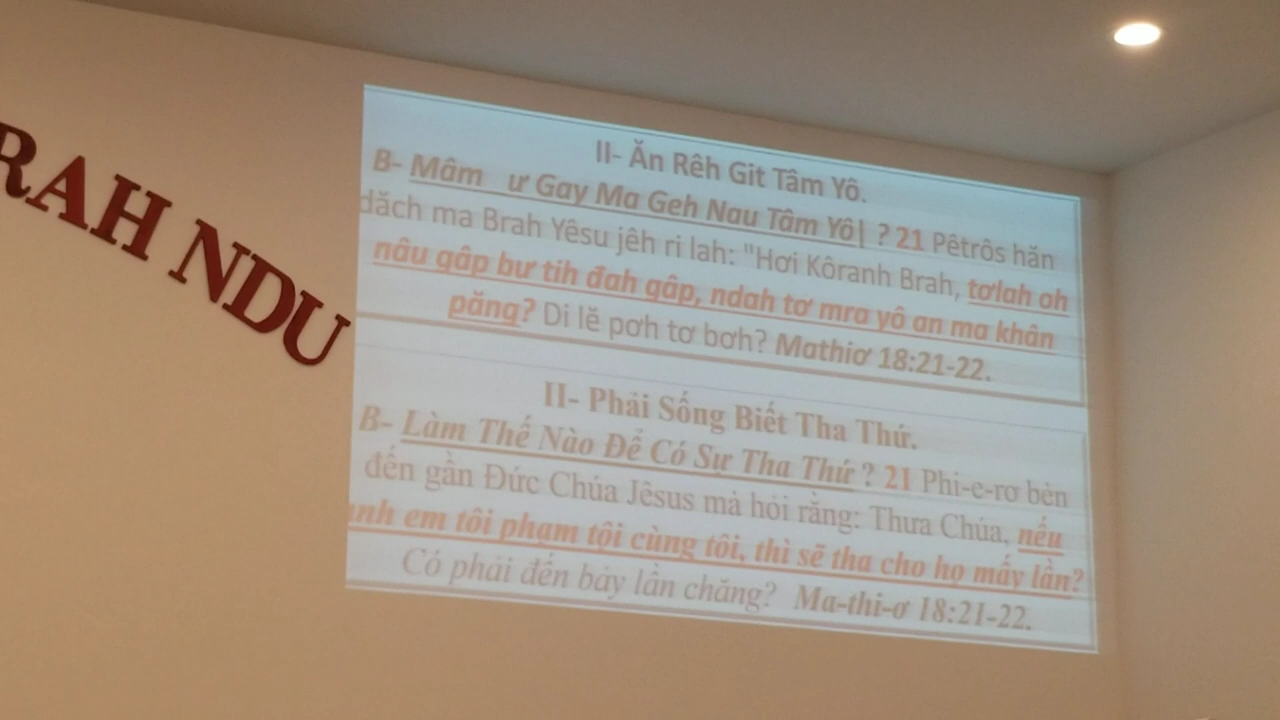 RAH NDU
II- Ăn Rêh Git Tâm Yô.
B- Mâm ư Gay Ma Geh Nau Tâm Yô| ? 21 Pêtrôs hăn
dăch ma Brah Yêsu jêh ri lah: "Hơi Kôranh Brah, tơlah oh
nâu gâp bư tih đah gâp, ndah tơ mra yô an ma khân
păng? Di lĕ pơh tơ bơh? Mathiơ 18:21-22.
II- Phải Sống Biết Tha Thứ.
B- Làm Thế Nào Để Có Sự Tha Thứ ? 21 Phi-e-rơ bèn
đến gần Đức Chúa Jêsus mà hỏi rằng: Thưa Chúa, nếu
anh em tôi phạm tội cùng tôi, thì sẽ tha cho họ mấy lần?
Có phải đến bảy lần chăng? Ma-thi-ơ 18:21-22.